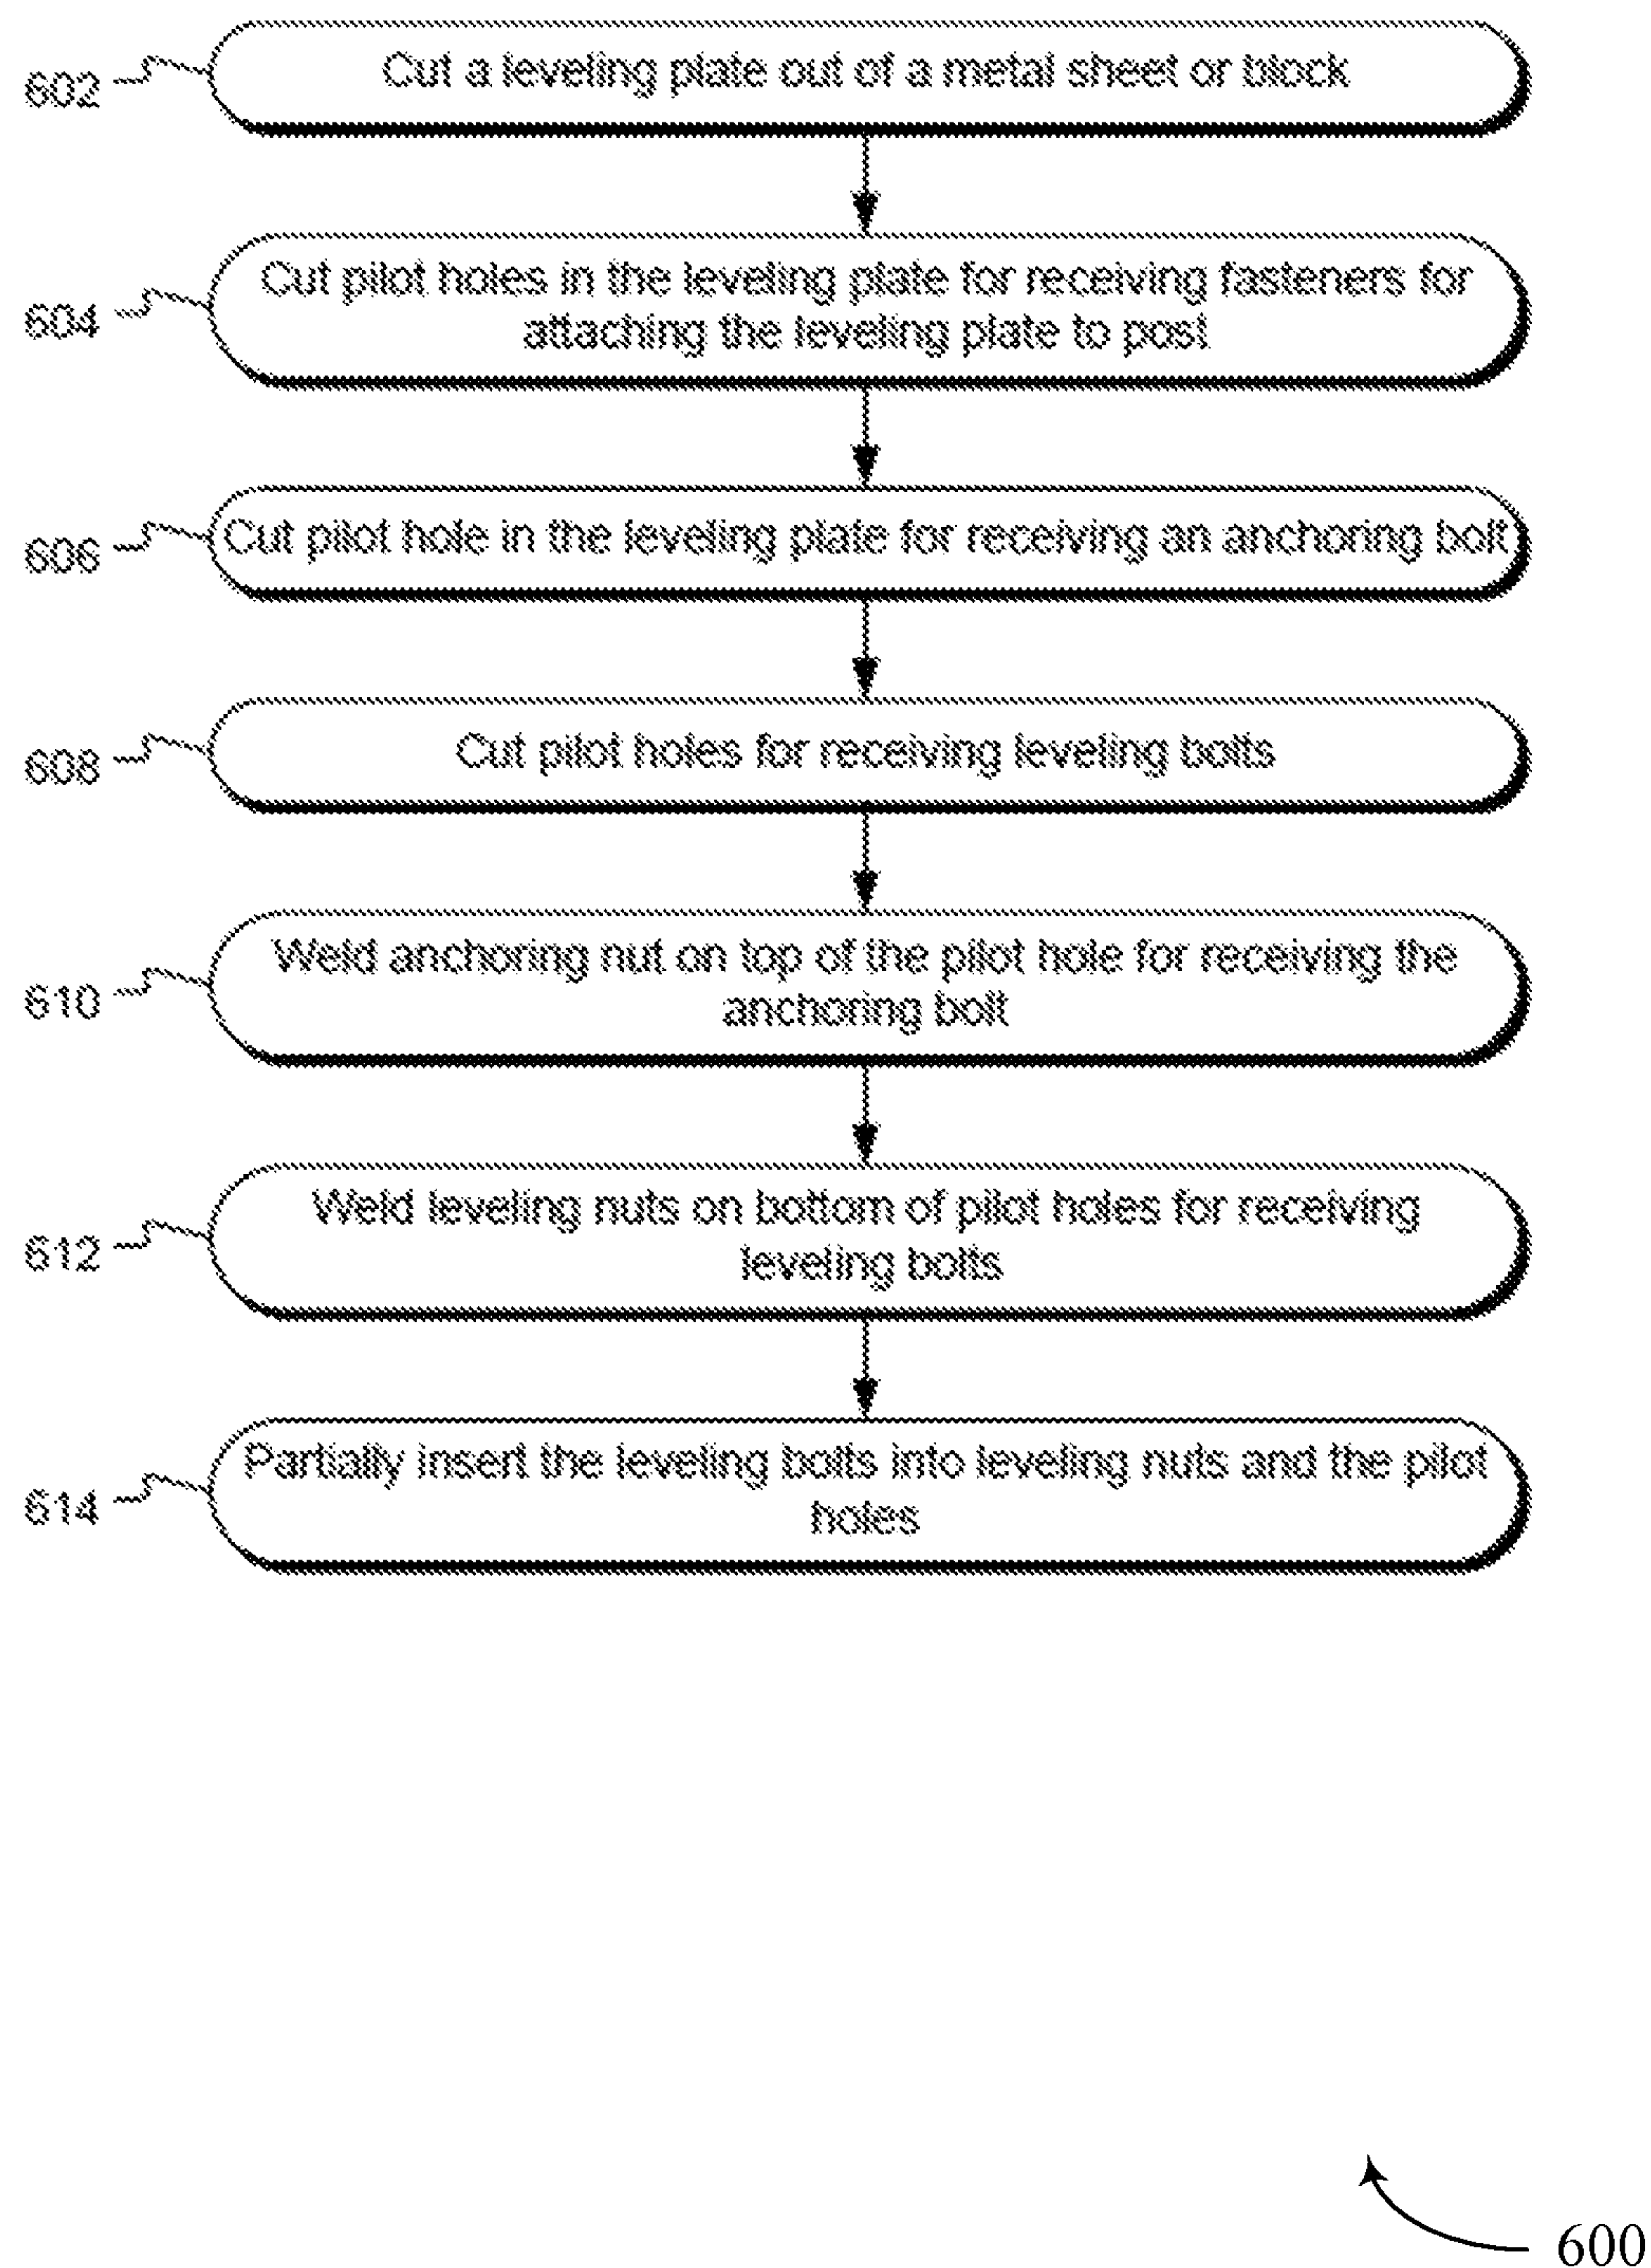 602
Cut a leveling plate out of a metal sheet or block
604
Cut pilot holes in the leveling plate for receiving fasteners for
attaching the leveling plate to post
606
Cut pilot hole in the leveling plate for receiving an anchoring bolt
608
Cut pilot holes for receiving leveling bolts
610
Weld anchoring nut on top of the pilot hole for receiving the
anchoring bolt
612
Weld leveling nuts on bottom of pilot holes for receiving
leveling bolts
614
Partially insert the leveling bolts into leveling nuts and the pilot
holes
600